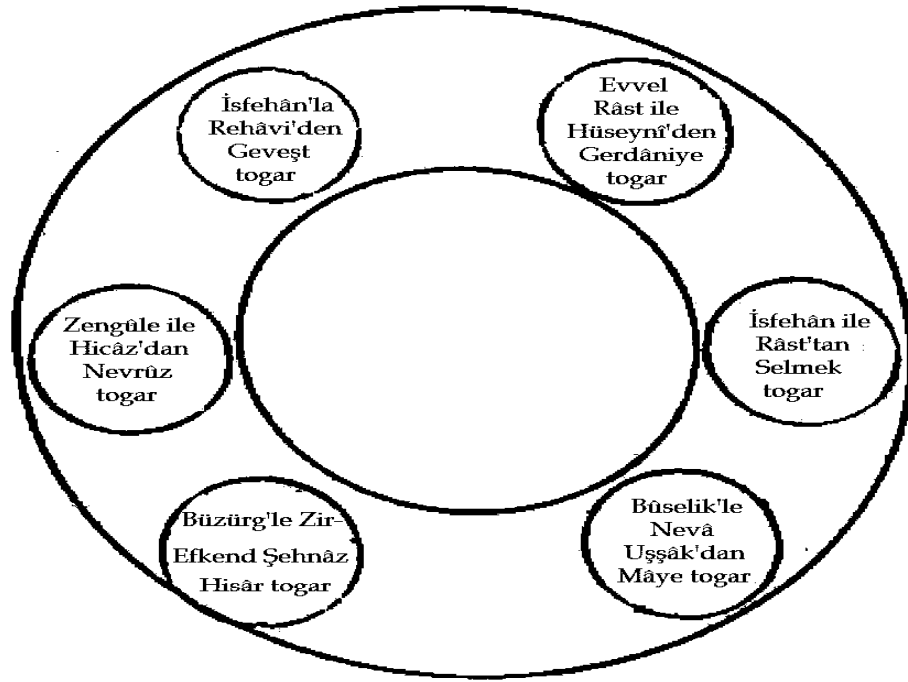 Evvel
Râst ile
Hüseynî'den
Gerdâniye
togar
İsfehân ile
Râst'tan
Selmek
togar
Bûselik'le
Nevâ
Uşşâk'dan
Mâye togar
Büzürg'le Zir-
Efkend Şehnâz
Hisâr togar
Zengûle ile
Hicâz'dan
Nevrûz
togar
İsfehân'la
Rehâvi'den
Geveşt
togar